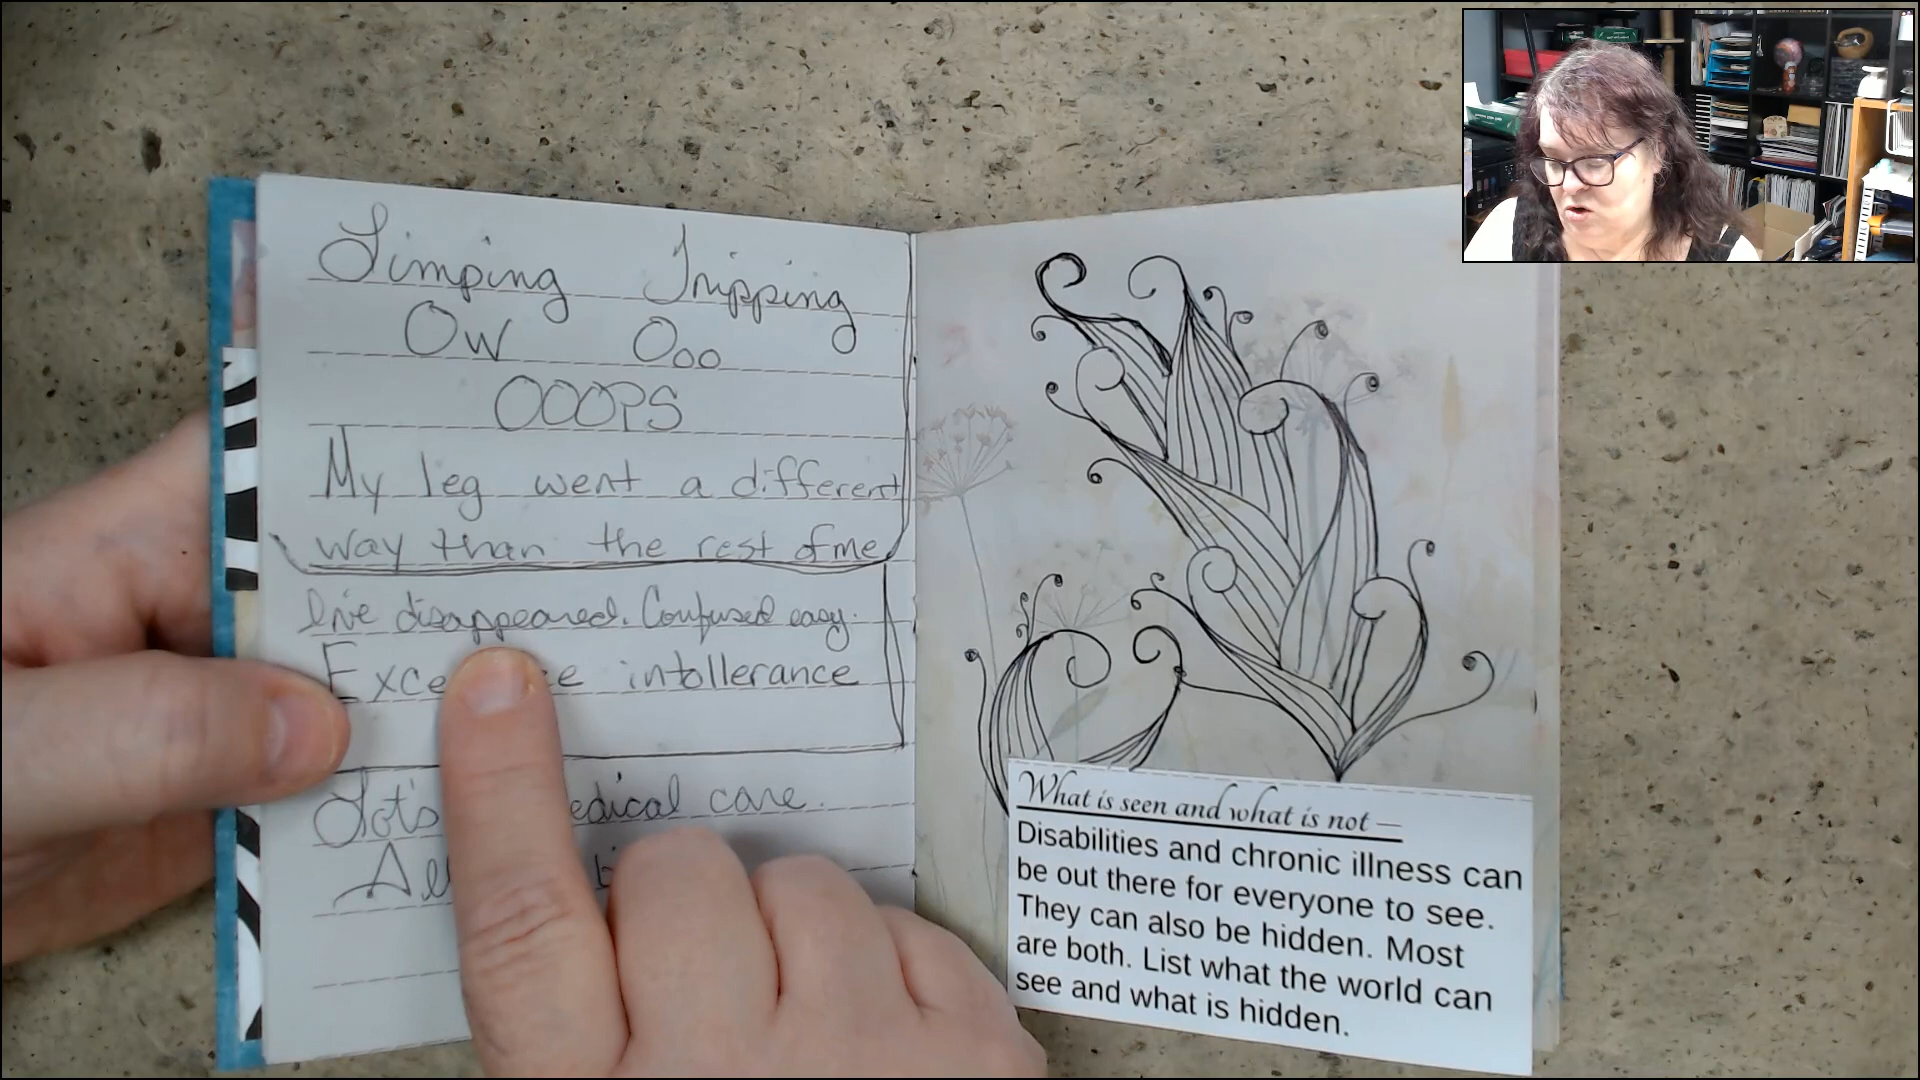 Limping Tripping
Ow Ooo
OOOPS
My leg went a different
way than the rest of me.
I've disappeared. Confused easy.
intollerance
Lots medical care.
What is seen and what is not —
Disabilities and chronic illness can
be out there for everyone to see.
They can also be hidden. Most
are both. List what the world can
see and what is hidden.